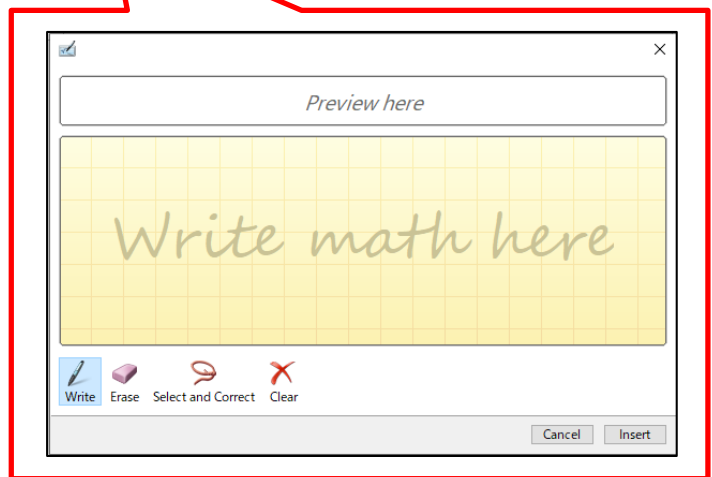 Preview here
Write math here
Write Erase Select and Correct Clear
Cancel Insert